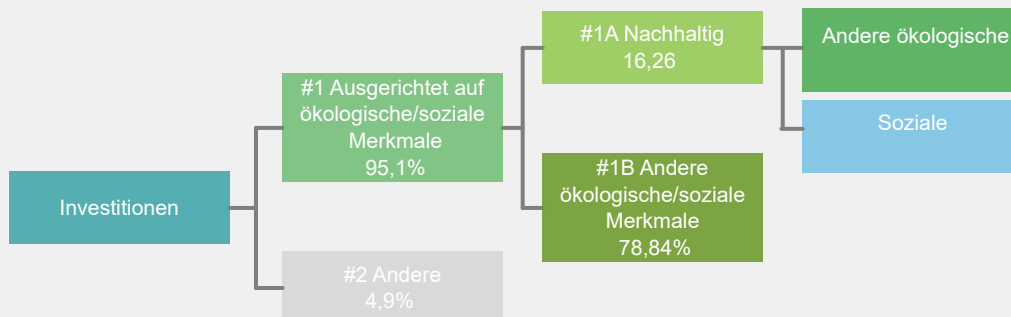 Investitionen
#1 Ausgerichtet auf
ökologische/soziale
Merkmale
95,1%
#2 Andere
4,9%
#1A Nachhaltig
16,26
#1B Andere
ökologische/soziale
Merkmale
78,84%
Andere ökologische
Soziale